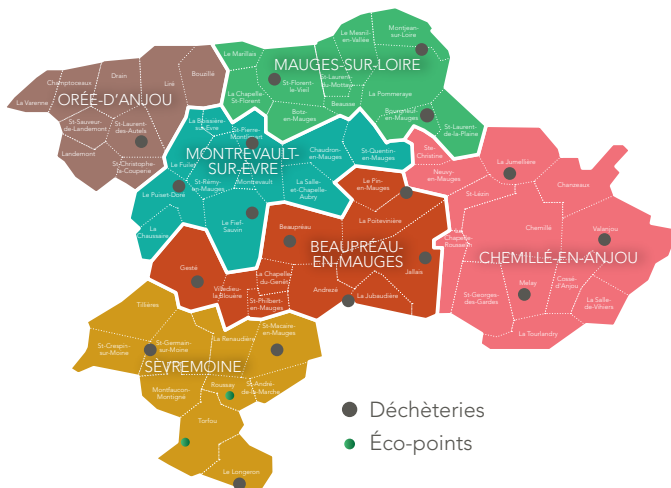 Le Marillais
Le Mesnil-
en-Vallée
Montjean-
sur-Loire
MAUGES-SUR-LOIRE
La Chapelle-
St-Florent
St-Florent-
le-Vieil
St-Laurent-
du-Mottay
La Pommeraye
Botz-
en-Mauges
Beausse
Bourgneuf-
en-Mauges
St-Laurent-
de-la-Plaine
La Varenne
Champtoceaux
Drain
Liré
Bouzillé
ORÉE-D'ANJOU
St-Sauveur-
de-Landemont
St-Laurent-
des-Autels
Landemont
St-Christophe-
la-Couperie
La Boissière-
sur-Èvre
St-Pierre-
Montlimart
MONTREVAULT-
SUR-ÈVRE
Le Fuilet
St-Rémy-
en-Mauges
Montrevault
Chaudron-
en-Mauges
St-Quentin-
en-Mauges
La Salle-
et-Chapelle-
Aubry
Le Puiset-Doré
Le Fief-
Sauvin
La
Chaussaire
Le Pin-
en-Mauges
La Poitevinière
Beaupréau
BEAUPRÉAU-
EN-MAUGES
Jallais
Gesté
La Chapelle-
du-Genêt
Villedieu-
la-Blouère
St-Philbert-
en-Mauges
Andrezé
La Jubaudière
Ste-
Christine
Neuvy-
en-Mauges
La Jumellière
St-Lézin
Chanzeaux
La
Chapelle-
Rousselin
Chemillé
Valanjou
CHEMILLÉ-EN-ANJOU
St-Georges-
des-Gardes
Melay
Cossé-
d'Anjou
La Salle-
de-Vihiers
La Tourlandry
Tillières
St-Crespin-
sur-Moine
St-Germain-
sur-Moine
La Renaudière
St-Macaire-
en-Mauges
SÈVREMOINE
Montfaucon-
Montigné
Roussay
St-André-
de-la-Marche
Torfou
Le Longeron
Déchèteries
Éco-points